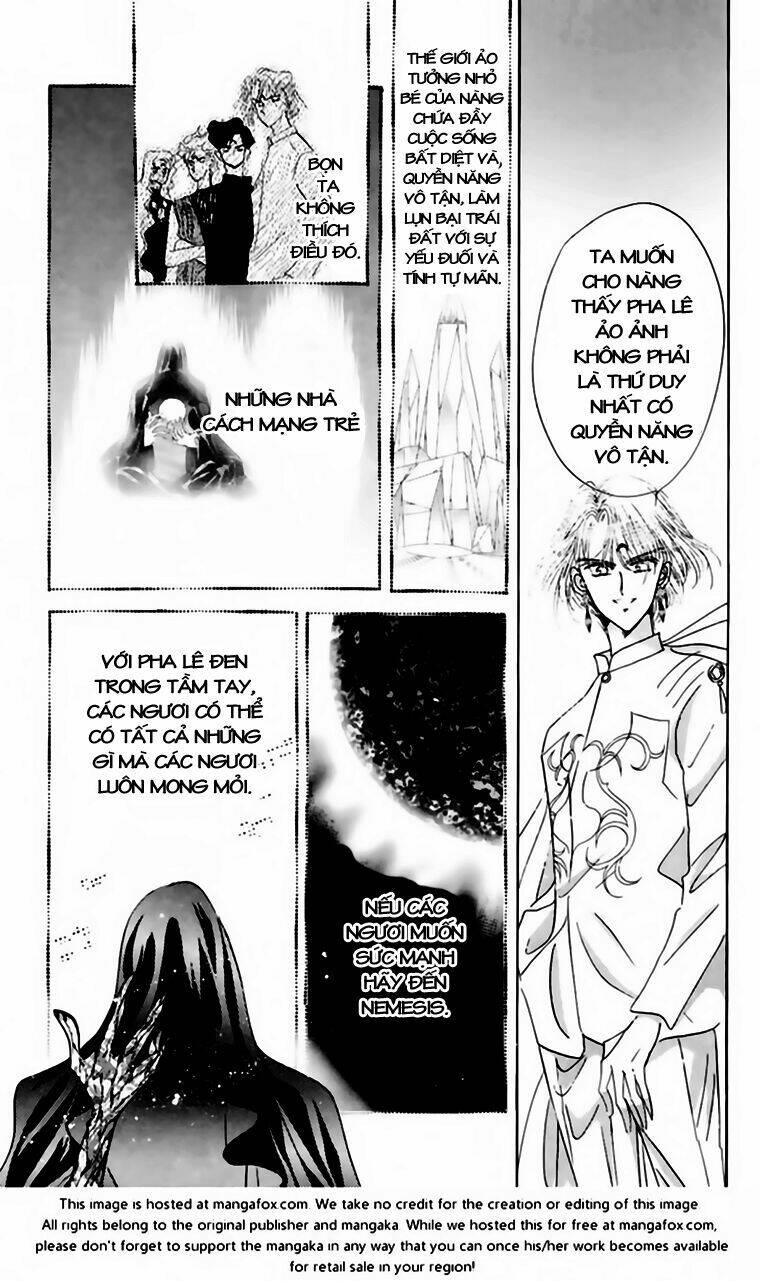 TA MUỐN
CHO NÀNG
THẤY PHA LÊ
ẢO ẢNH
KHÔNG PHẢI
LÀ THỨ DUY
NHẤT CÓ
QUYỀN NĂNG
VÔ TẬN.
THẾ GIỚI ẢO
TƯỞNG NHỎ
BÉ CỦA NÀNG
CHỨA ĐẦY
CUỘC SỐNG
BẤT DIỆT VÀ,
QUYỀN NĂNG
VÔ TẬN, LÀM
LỤN BẠI TRÁI
ĐẤT VỚI SỰ
YẾU ĐUỐI VÀ
TÍNH TỰ MÃN.
BỌN
TA
KHÔNG
THÍCH
ĐIỀU ĐÓ.
NHỮNG NHÀ
CÁCH MẠNG TRẺ
NẾU CÁC
NGƯƠI MUỐN
SỨC MẠNH
HÃY ĐẾN
NEMESIS.
VỚI PHA LÊ ĐEN
TRONG TẦM TAY,
CÁC NGƯƠI CÓ THỂ
CÓ TẤT CẢ NHỮNG
GÌ MÀ CÁC NGƯƠI
LUÔN MONG MỎI.
This image is hosted at mangafox.com. We take no credit for the creation or editing of this image
All rights belong to the original publisher and mangaka. While we hosted this for free at mangafox.com,
please don't forget to support the mangaka in any way that you can once his/her work becomes available
for retail sale in your region!